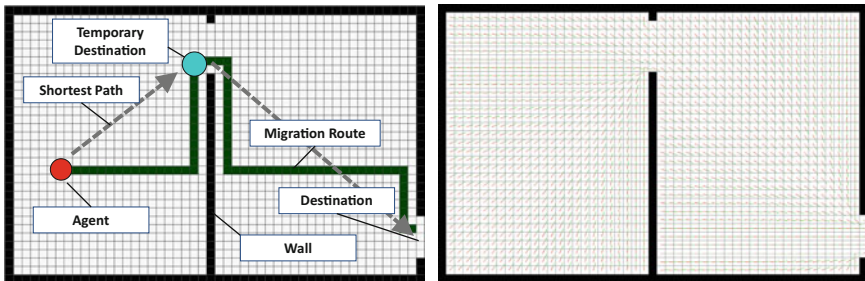 Temporary
Destination
Shortest Path
Migration Route
Destination
Agent
Wall